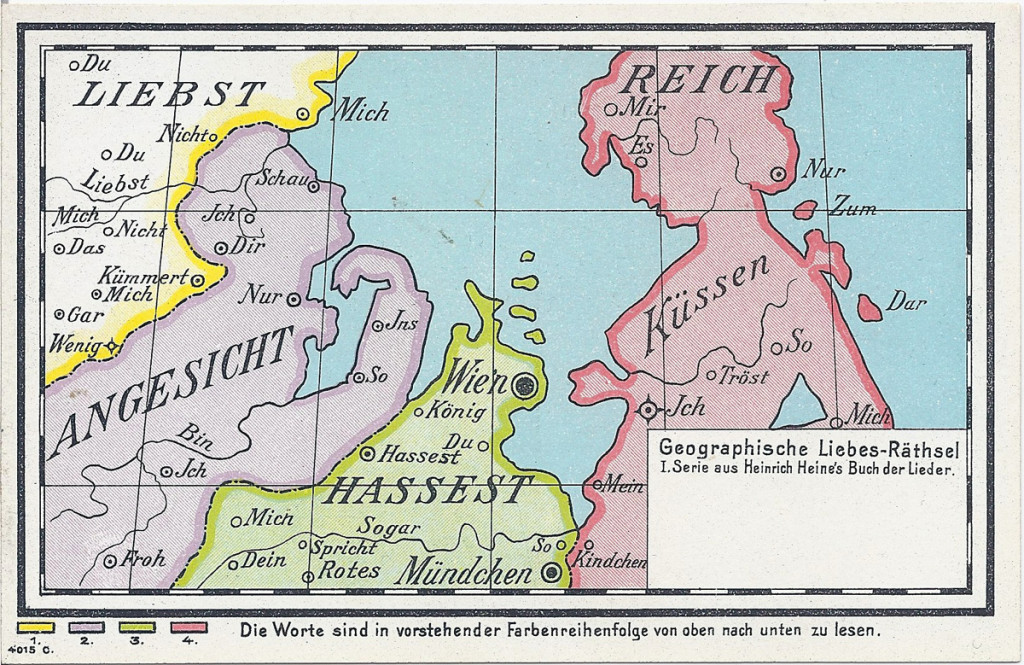 Du
LIEBST
Mich
Nicht
Du
Liebst
Mich
Nicht
Das
Kümmert
Mich
Gar
Wenig
Schau
Jch
Dir
Nur
Jns
ANGESICHT
So
Bin
Jch
Froh
Wie'n
König
Du
Hassest
HASSEST
Mich
Sogar
So
Spricht
Dein
Rotes
Mündchen
REICH
Mir
Es
Nur
Zum
Küssen
Dar
So
Tröst
Jch
Mich
Mein
Kindchen
Geographische Liebes-Räthsel
I. Serie aus Heinrich Heine's Buch der Lieder.
1. 2. 3. 4.
4015 c.
Die Worte sind in vorstehender Farbenreihenfolge von oben nach unten zu lesen.